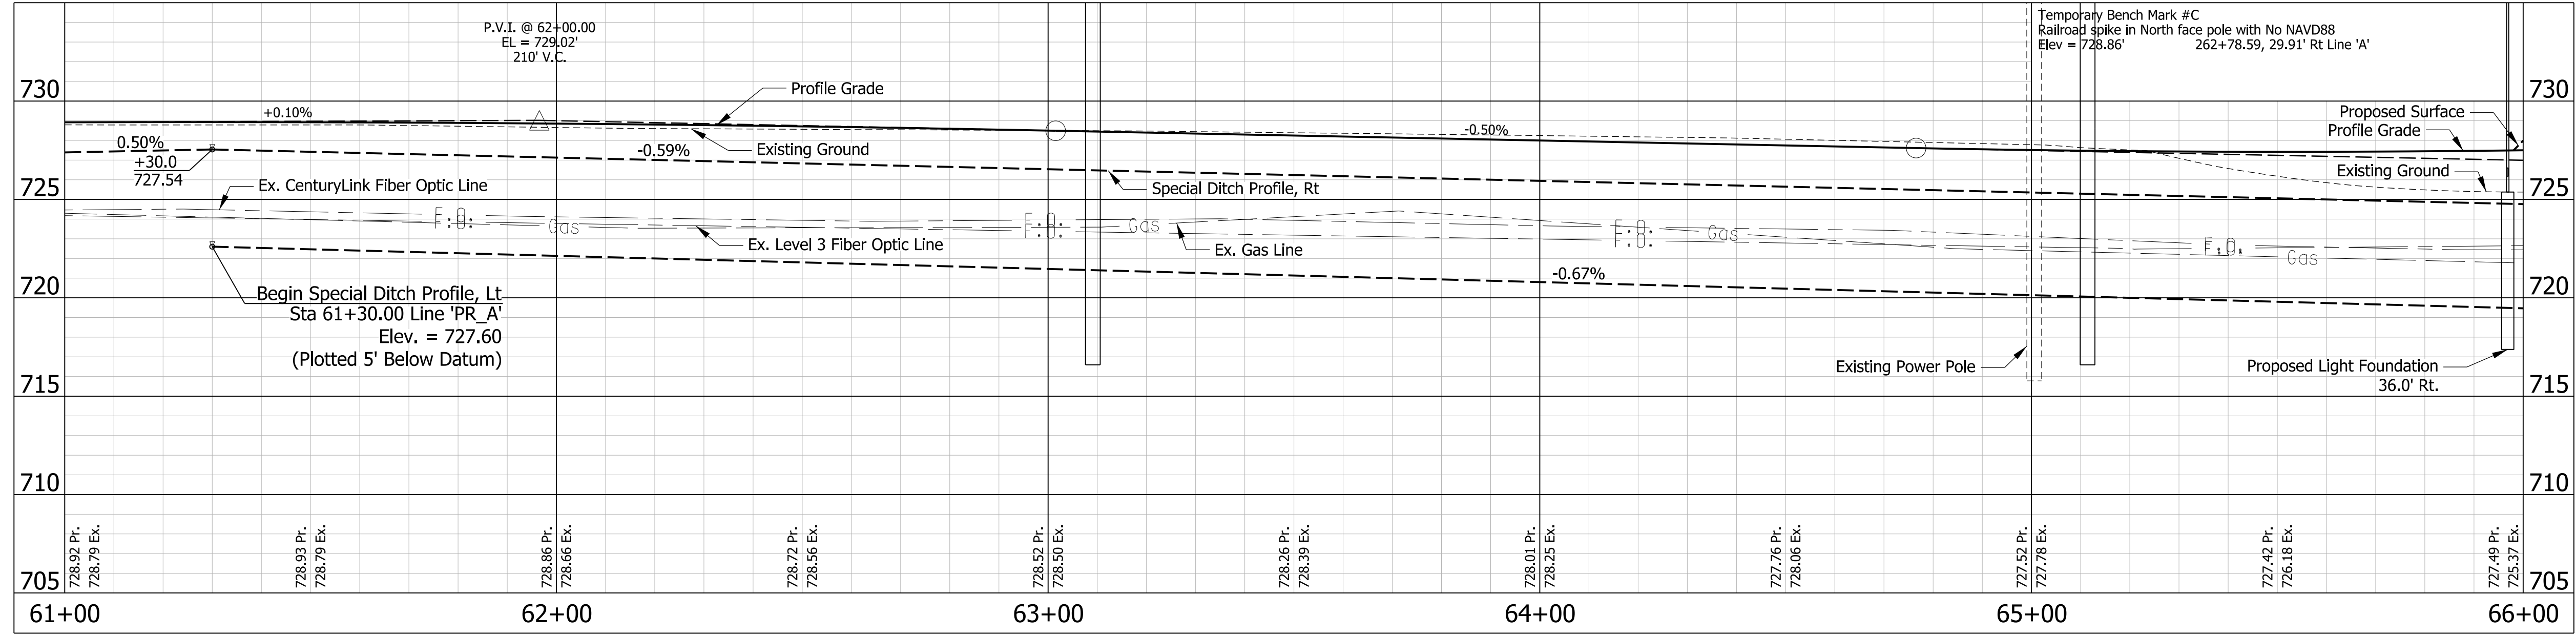 P.V.I. @ 62+00.00
EL = 729.02'
210' V.C.
Temporary Bench Mark #C
Railroad spike in North face pole with No NAVD88
Elev = 728.86' 262+78.59, 29.91' Rt Line 'A'
730
730
+0.10%
Profile Grade
-0.50%
Proposed Surface
Profile Grade
0.50%
+30.0
727.54
-0.59%
Existing Ground
Existing Ground
Ex. CenturyLink Fiber Optic Line
Special Ditch Profile, Rt
725
725
F.O.
F.O.
Gas
F.O.
F.O.
Gas
F.O.
F.O.
Gas
F.O.
Gas
Ex. Level 3 Fiber Optic Line
Ex. Gas Line
-0.67%
720
720
Begin Special Ditch Profile, Lt
Sta 61+30.00 Line 'PR_A'
Elev. = 727.60
(Plotted 5' Below Datum)
Existing Power Pole
Proposed Light Foundation
36.0' Rt.
715
715
710
710
705
705
728.92 Pr.
728.79 Ex.
728.93 Pr.
728.79 Ex.
728.86 Pr.
728.66 Ex.
728.72 Pr.
728.56 Ex.
728.52 Pr.
728.50 Ex.
728.26 Pr.
728.39 Ex.
728.01 Pr.
728.25 Ex.
727.76 Pr.
728.06 Ex.
727.52 Pr.
727.78 Ex.
727.42 Pr.
726.18 Ex.
727.49 Pr.
725.37 Ex.
61+00
62+00
63+00
64+00
65+00
66+00